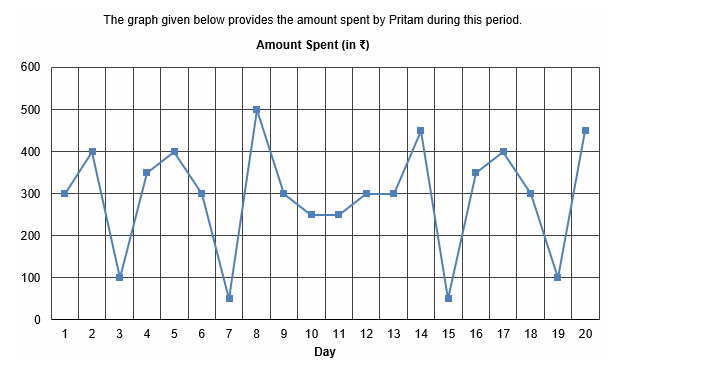 The graph given below provides the amount spent by Pritam during this period.
Amount Spent (in ₹)
600
500
400
300
200
100
0
1 2 3 4 5 6 7 8 9 10 11 12 13 14 15 16 17 18 19 20
Day